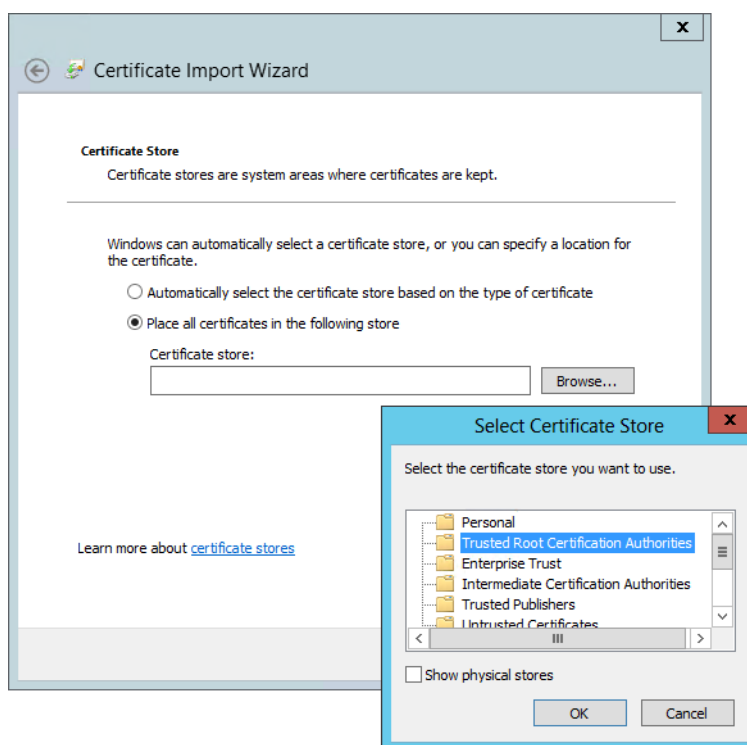 x
Certificate Import Wizard
Certificate Store
Certificate stores are system areas where certificates are kept.
Windows can automatically select a certificate store, or you can specify a location for
the certificate.
Automatically select the certificate store based on the type of certificate
Place all certificates in the following store
Certificate store:
Browse...
Learn more about certificate stores
Select Certificate Store
x
Select the certificate store you want to use.
Personal
Trusted Root Certification Authorities
Enterprise Trust
Intermediate Certification Authorities
Trusted Publishers
Untrusted Certificates
Show physical stores
OK
Cancel